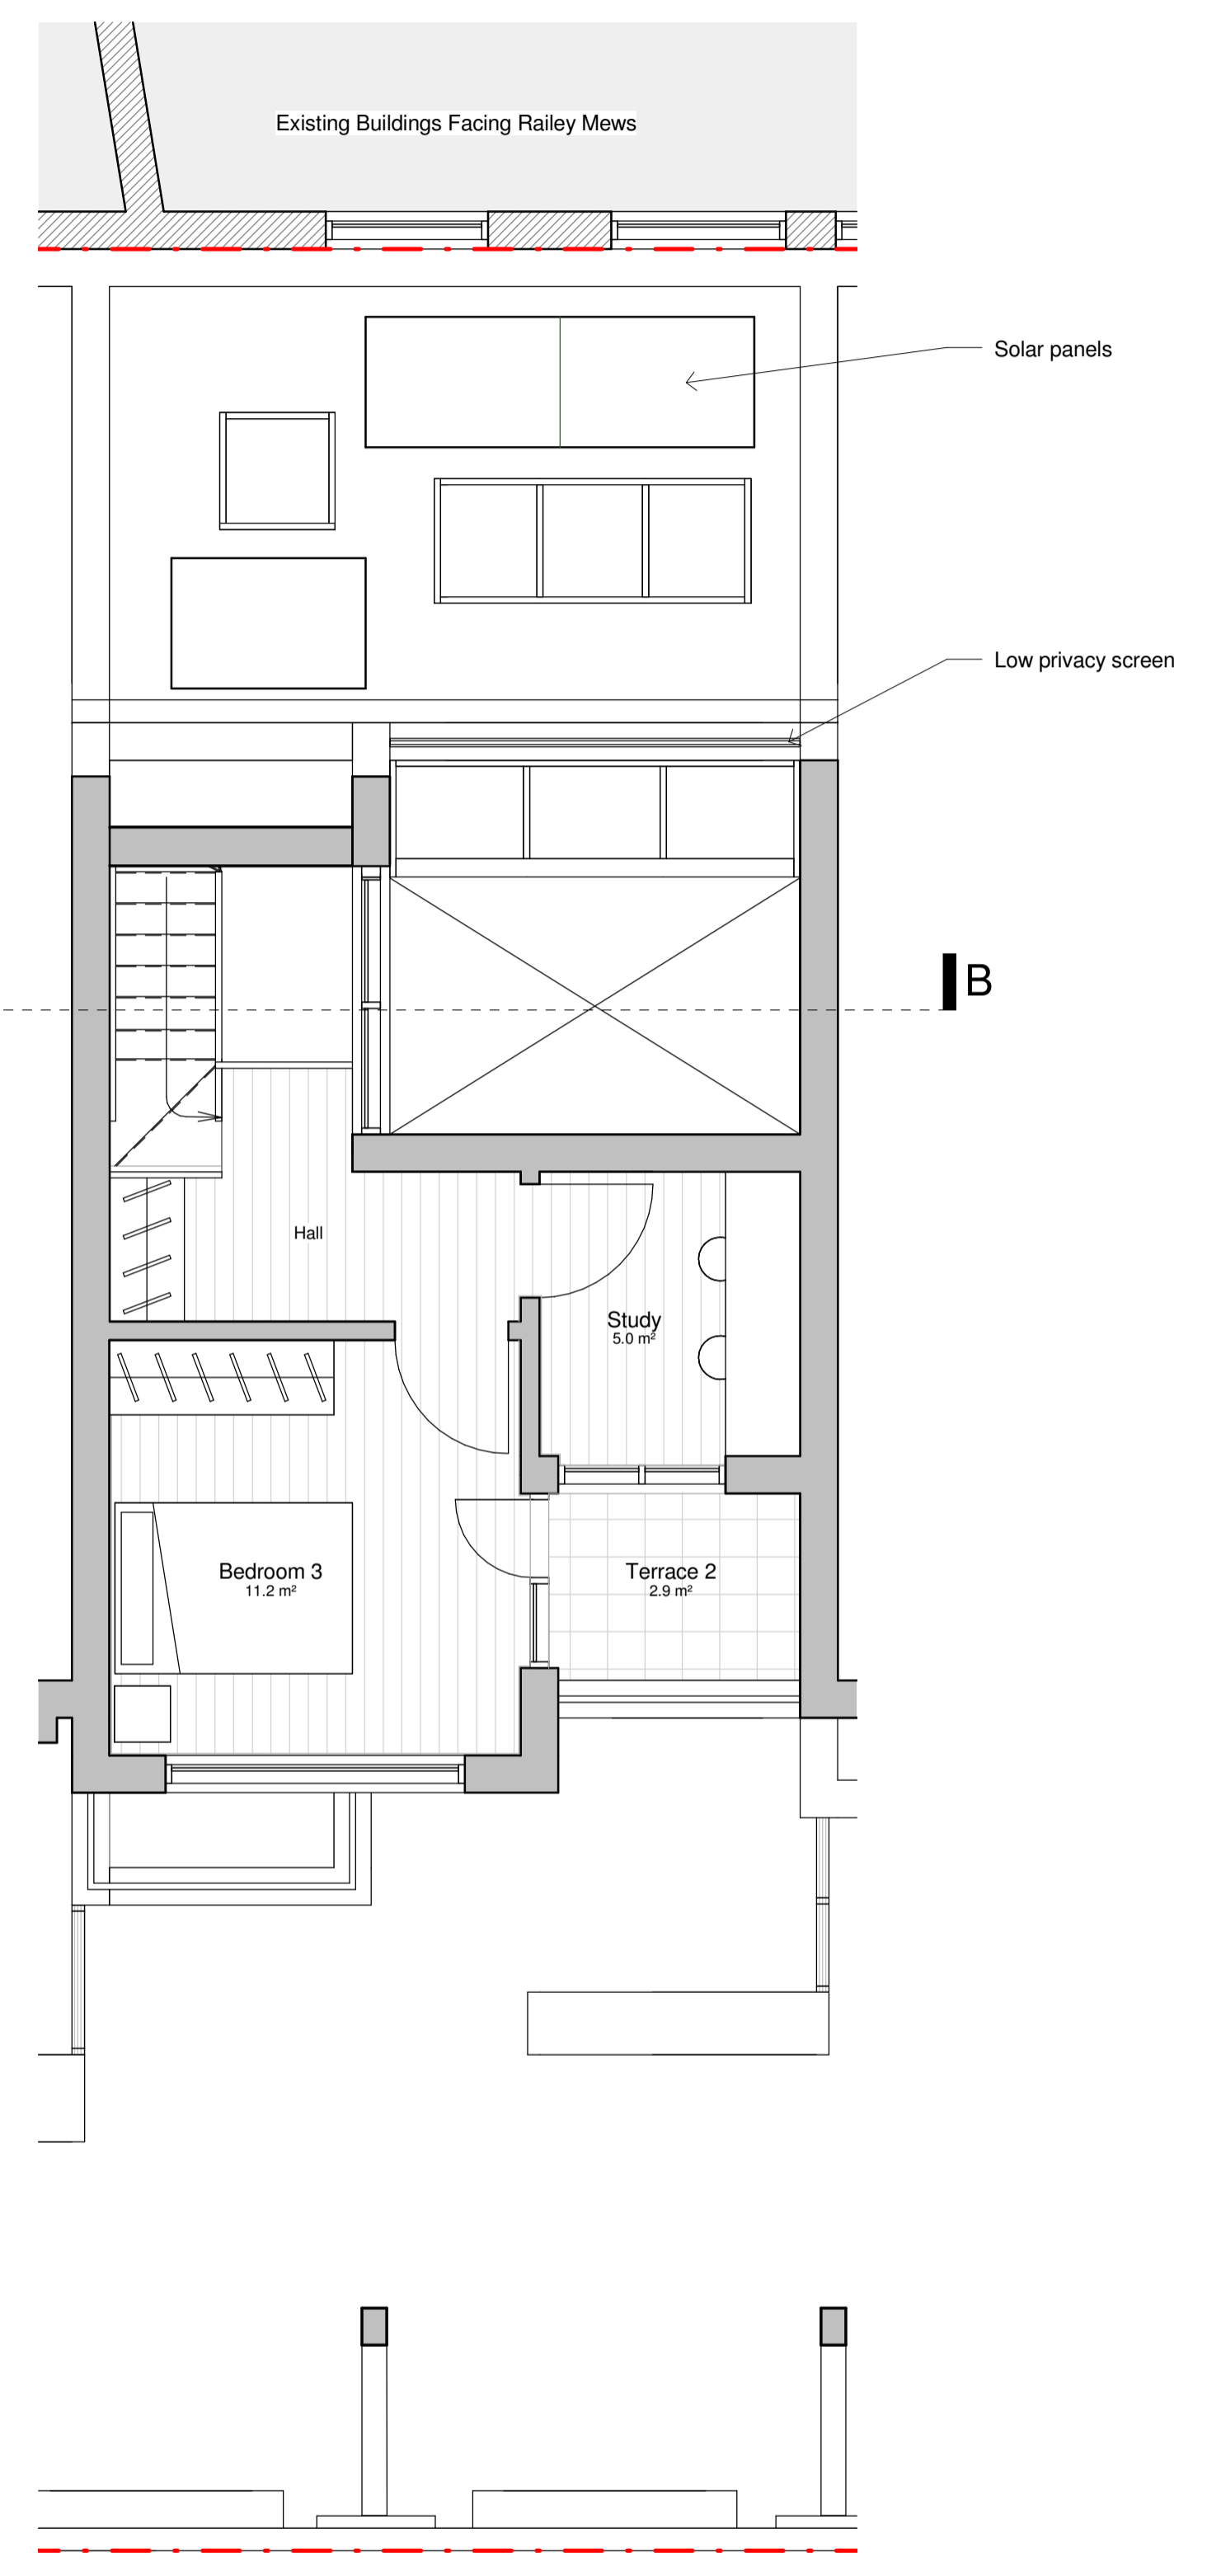 Existing Buildings Facing Railey Mews
Solar panels
Low privacy screen
B
Hall
Study
5.0 m²
Bedroom 3
11.2 m²
Terrace 2
2.9 m²